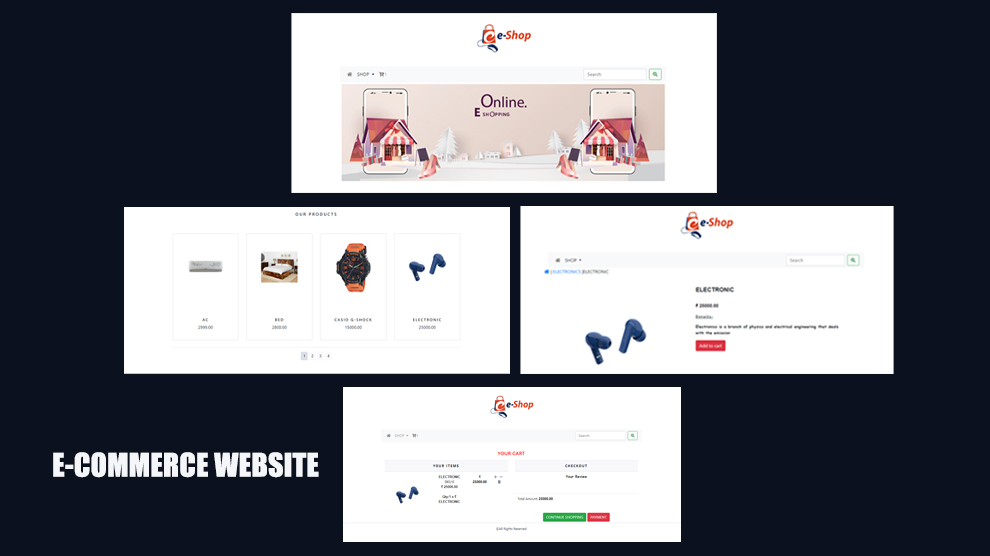 e-Shop
SHOP
Search
Online.
E SHOPPING
OUR PRODUCTS
AC
2999.00
BED
2800.00
CASIO G-SHOCK
15000.00
ELECTRONIC
25000.00
1 2 3 4
e-Shop
SHOP
Search
ELECTRONICS ELECTRONIC
ELECTRONIC
₹ 25000.00
Details:
Electronics is a branch of physics and electrical engineering that deals
with the emission
Add to cart
e-Shop
SHOP
Search
YOUR CART
YOUR ITEMS
CHECKOUT
ELECTRONIC
₹ 25000.00
25000.00
Qty:1 x ₹
ELECTRONIC
Your Review
Total Amount: 25000.00
CONTINUE SHOPPING
PAYMENT
All Rights Reserved
E-COMMERCE WEBSITE